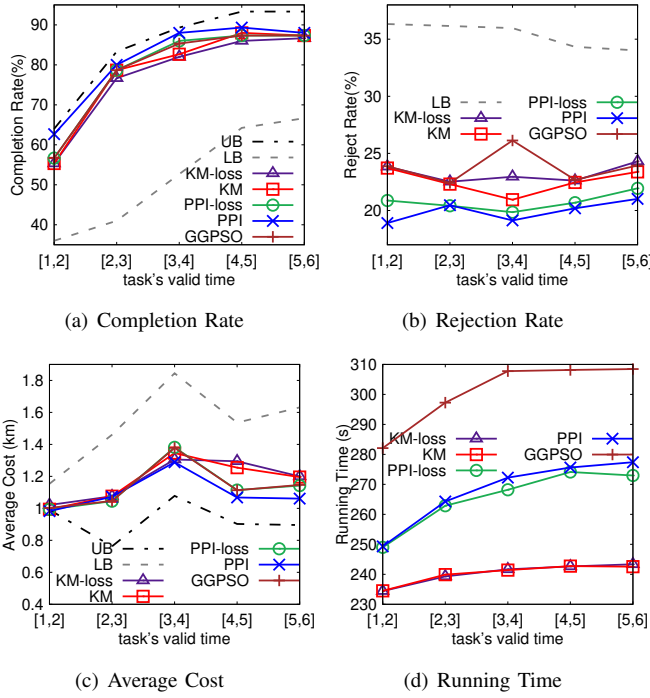 90
80
70
60
50
40
Completion Rate(%)
UB
LB
KM-loss
KM
PPI-loss
PPI
GGPSO
[1,2] [2,3] [3,4] [4,5] [5,6]
task's valid time
(a) Completion Rate
35
30
25
20
Reject Rate(%)
LB PPI-loss
KM-loss PPI
KM GGPSO
[1,2] [2,3] [3,4] [4,5] [5,6]
task's valid time
(b) Rejection Rate
1.8
1.6
1.4
1.2
1
0.8
0.6
0.4
Average Cost (km)
UB PPI-loss
LB PPI
KM-loss GGPSO
KM
[1,2] [2,3] [3,4] [4,5] [5,6]
task's valid time
(c) Average Cost
310
300
290
280
270
260
250
240
230
Running Time (s)
KM-loss PPI
KM GGPSO
PPI-loss
[1,2] [2,3] [3,4] [4,5] [5,6]
task's valid time
(d) Running Time